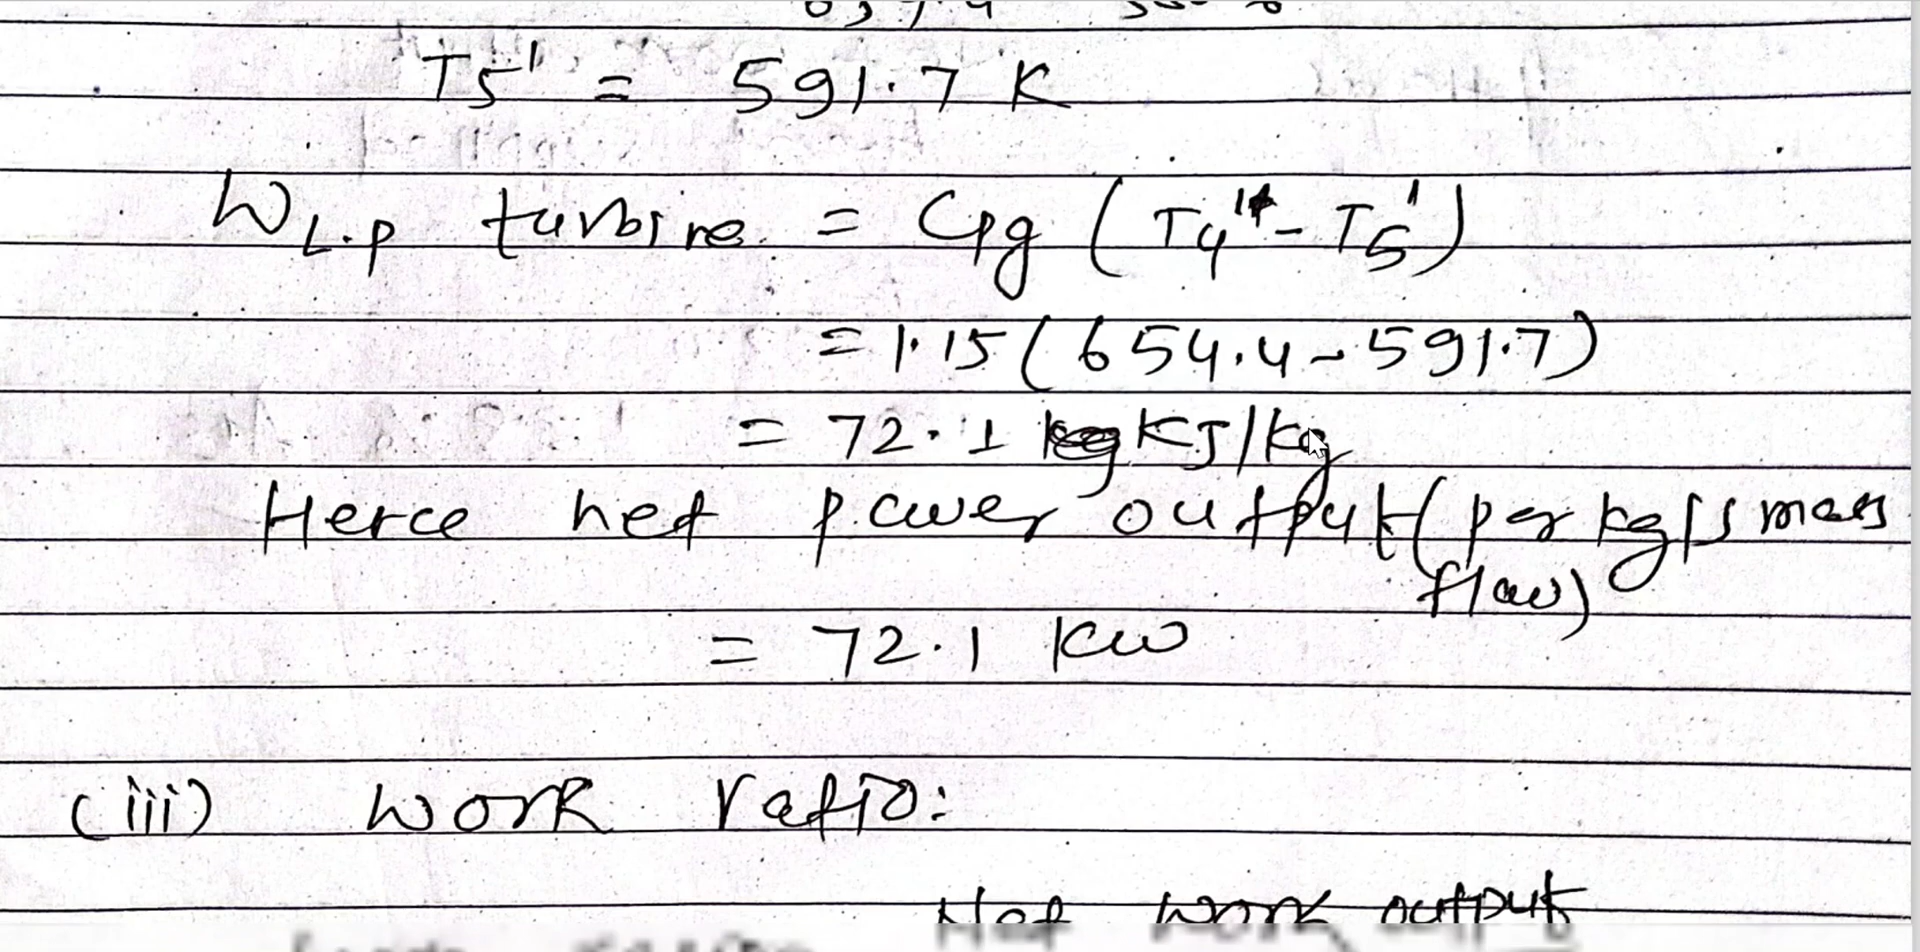 T5' = 591.7 K
WL.p turbine = Cpg ( T4' - T5' )
= 1.15 ( 654.4 - 591.7 )
= 72.1 KJ/Kg
Herce net power output ( per kg/s mass
flow)
= 72.1 KW
(iii) Work ratio:
Net work output